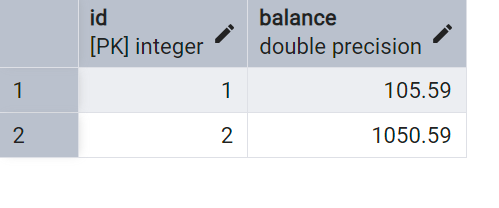 id balance
[PK] integer double precision
1 1 105.59
2 2 1050.59